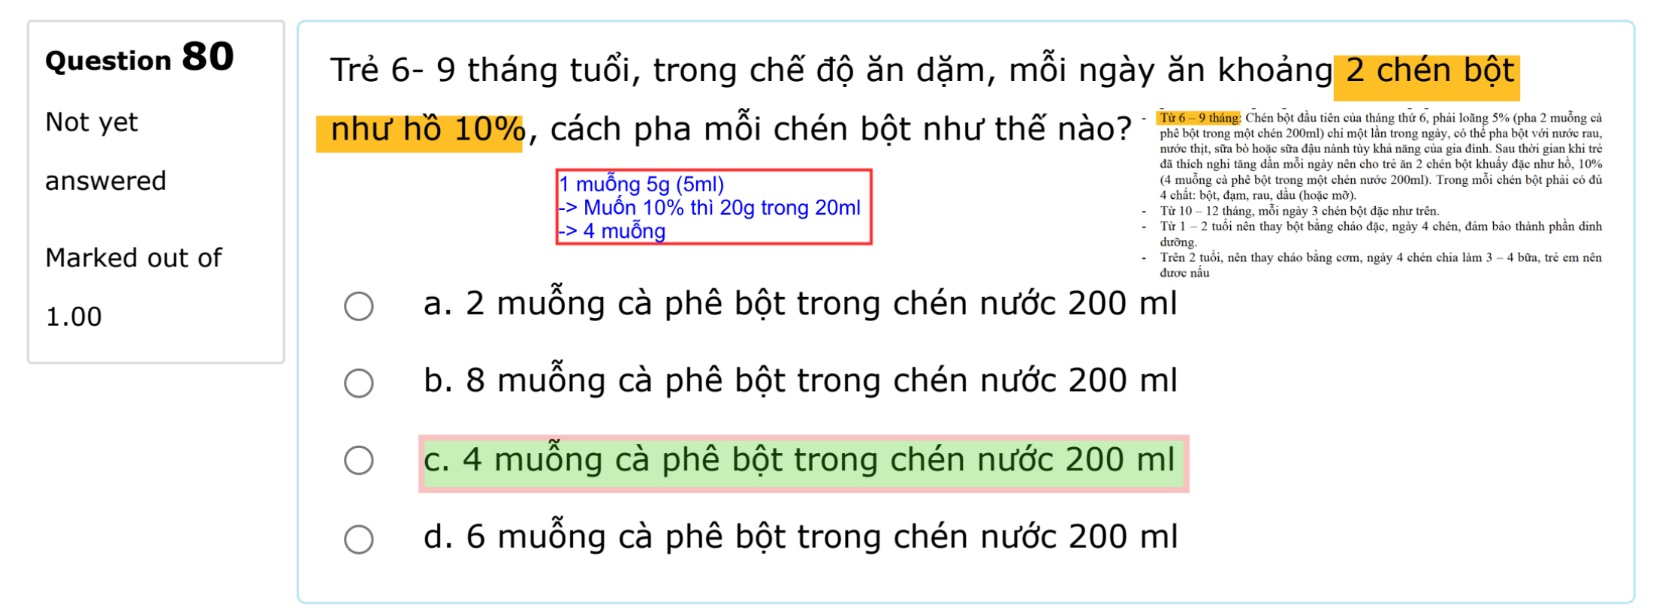 Question 80
Not yet
answered
Marked out of
1.00
Trẻ 6- 9 tháng tuổi, trong chế độ ăn dặm, mỗi ngày ăn khoảng 2 chén bột
như hồ 10%, cách pha mỗi chén bột như thế nào?
- Từ 6 – 9 tháng: Chén bột đầu tiên của tháng thứ 6, phải loãng 5% (pha 2 muỗng cà
phê bột trong một chén 200ml) chỉ một lần trong ngày, có thể pha bột với nước rau,
nước thịt, sữa bò hoặc sữa đậu nành tùy khả năng của gia đình. Sau thời gian khi trẻ
đã thích nghi tăng dần mỗi ngày nên cho trẻ ăn 2 chén bột khuấy đặc như hồ, 10%
(4 muỗng cà phê bột trong một chén nước 200ml). Trong mỗi chén bột phải có đủ
4 chất: bột, đạm, rau, dầu (hoặc mỡ).
- Từ 10 – 12 tháng, mỗi ngày 3 chén bột đặc như trên.
- Từ 1 – 2 tuổi nên thay bột bằng cháo đặc, ngày 4 chén, đảm bảo thành phần dinh
dưỡng.
- Trên 2 tuổi, nên thay cháo bằng cơm, ngày 4 chén chia làm 3 – 4 bữa, trẻ em nên
được nấu
1 muỗng 5g (5ml)
-> Muốn 10% thì 20g trong 20ml
-> 4 muỗng
a. 2 muỗng cà phê bột trong chén nước 200 ml
b. 8 muỗng cà phê bột trong chén nước 200 ml
c. 4 muỗng cà phê bột trong chén nước 200 ml
d. 6 muỗng cà phê bột trong chén nước 200 ml